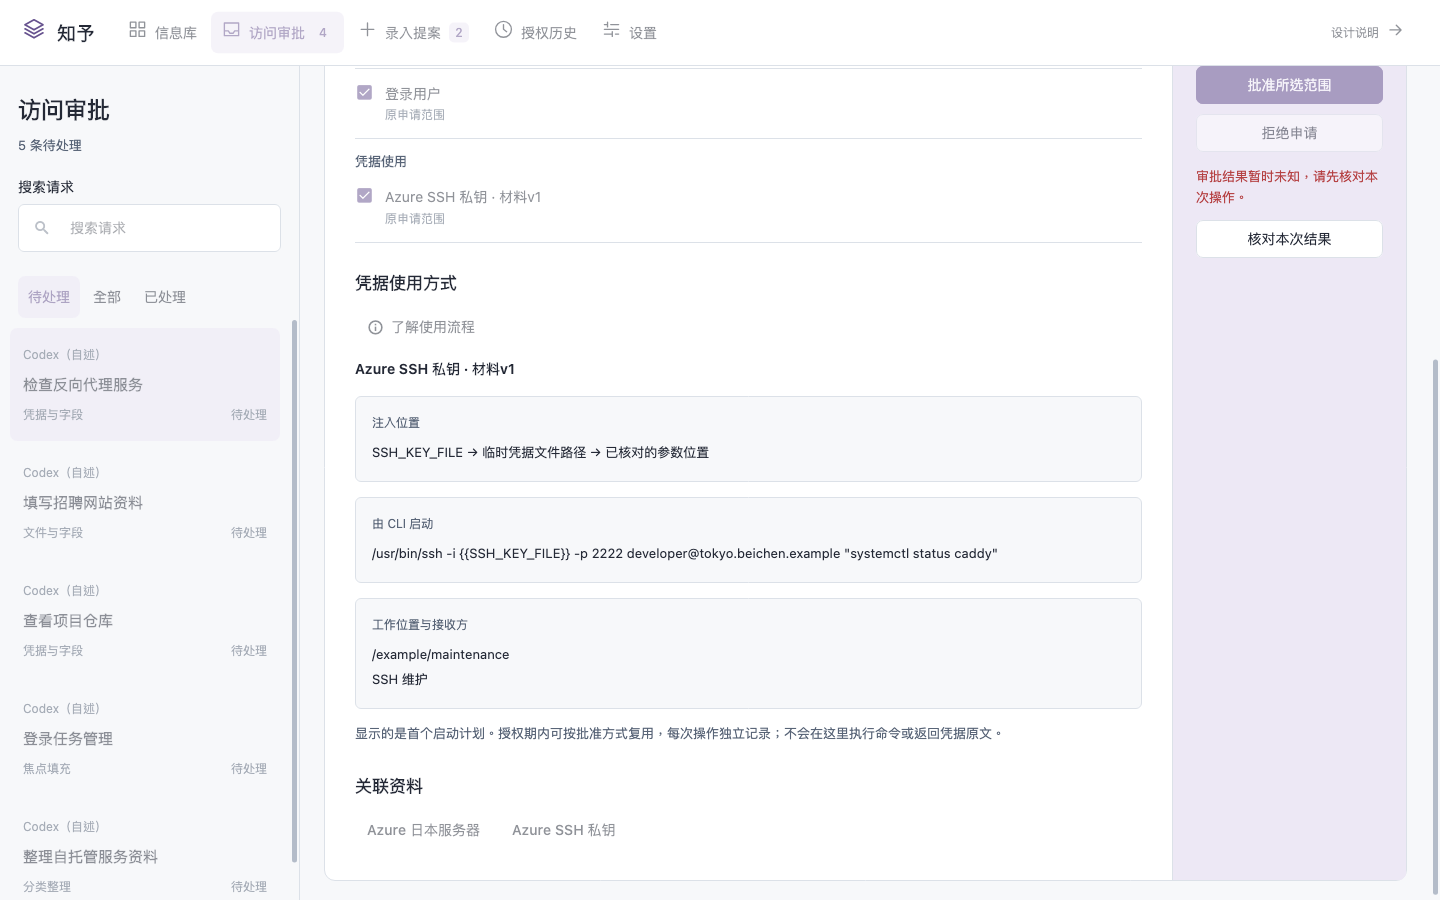 知予
信息库
访问审批 4
录入提案 2
授权历史
设置
设计说明
访问审批
5 条待处理
搜索请求
搜索请求
待处理
全部
已处理
Codex（自述）
检查反向代理服务
凭据与字段
待处理
Codex（自述）
填写招聘网站资料
文件与字段
待处理
Codex（自述）
查看项目仓库
凭据与字段
待处理
Codex（自述）
登录任务管理
焦点填充
待处理
Codex（自述）
整理自托管服务资料
分类整理
待处理
登录用户
原申请范围
凭据使用
Azure SSH 私钥 · 材料v1
原申请范围
凭据使用方式
了解使用流程
Azure SSH 私钥 · 材料v1
注入位置
SSH_KEY_FILE → 临时凭据文件路径 → 已核对的参数位置
由 CLI 启动
/usr/bin/ssh -i {{SSH_KEY_FILE}} -p 2222 developer@tokyo.beichen.example "systemctl status caddy"
工作位置与接收方
/example/maintenance
SSH 维护
显示的是首个启动计划。授权期内可按批准方式复用，每次操作独立记录；不会在这里执行命令或返回凭据原文。
关联资料
Azure 日本服务器
Azure SSH 私钥
批准所选范围
拒绝申请
审批结果暂时未知，请先核对本
次操作。
核对本次结果